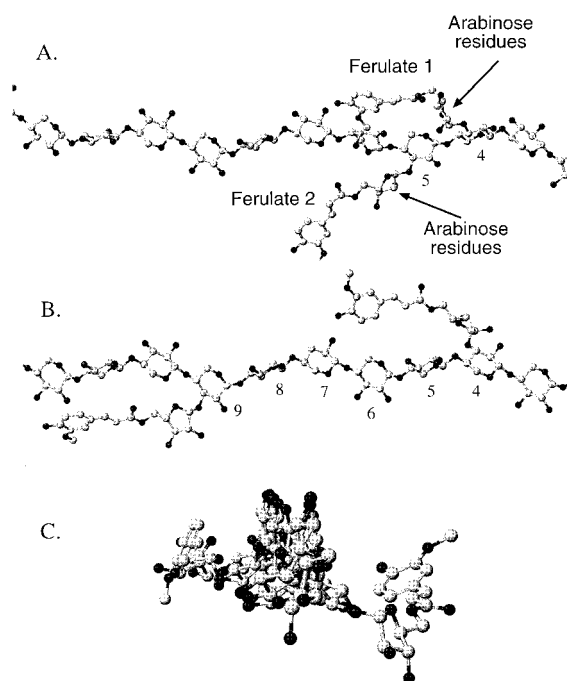 A.
Arabinose
residues
Ferulate 1
4
5
Ferulate 2
Arabinose
residues
B.
9
8
7
6
5
4
C.